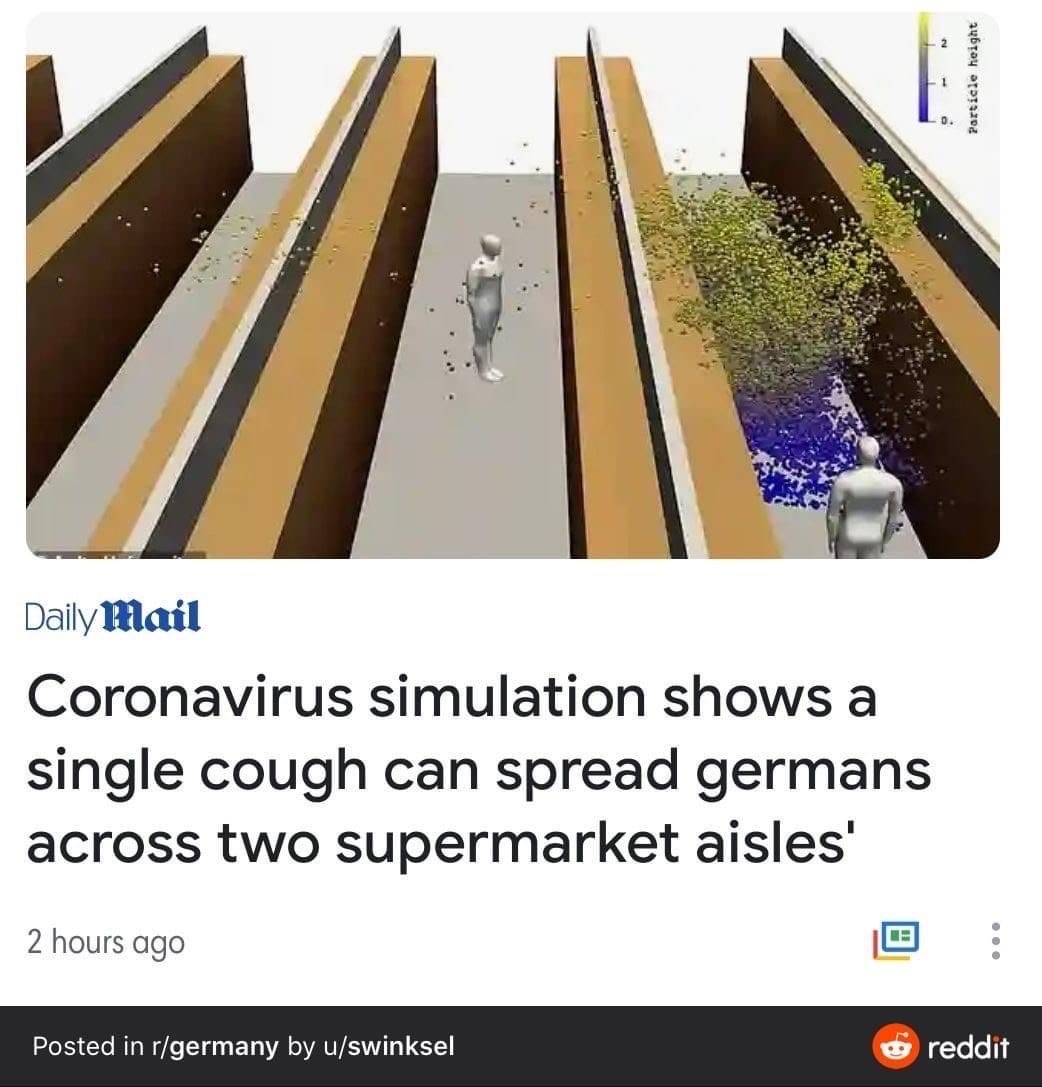 2
1
0.
Particle height
Daily Mail
Coronavirus simulation shows a
single cough can spread germans
across two supermarket aisles'
2 hours ago
Posted in r/germany by u/swinksel
reddit